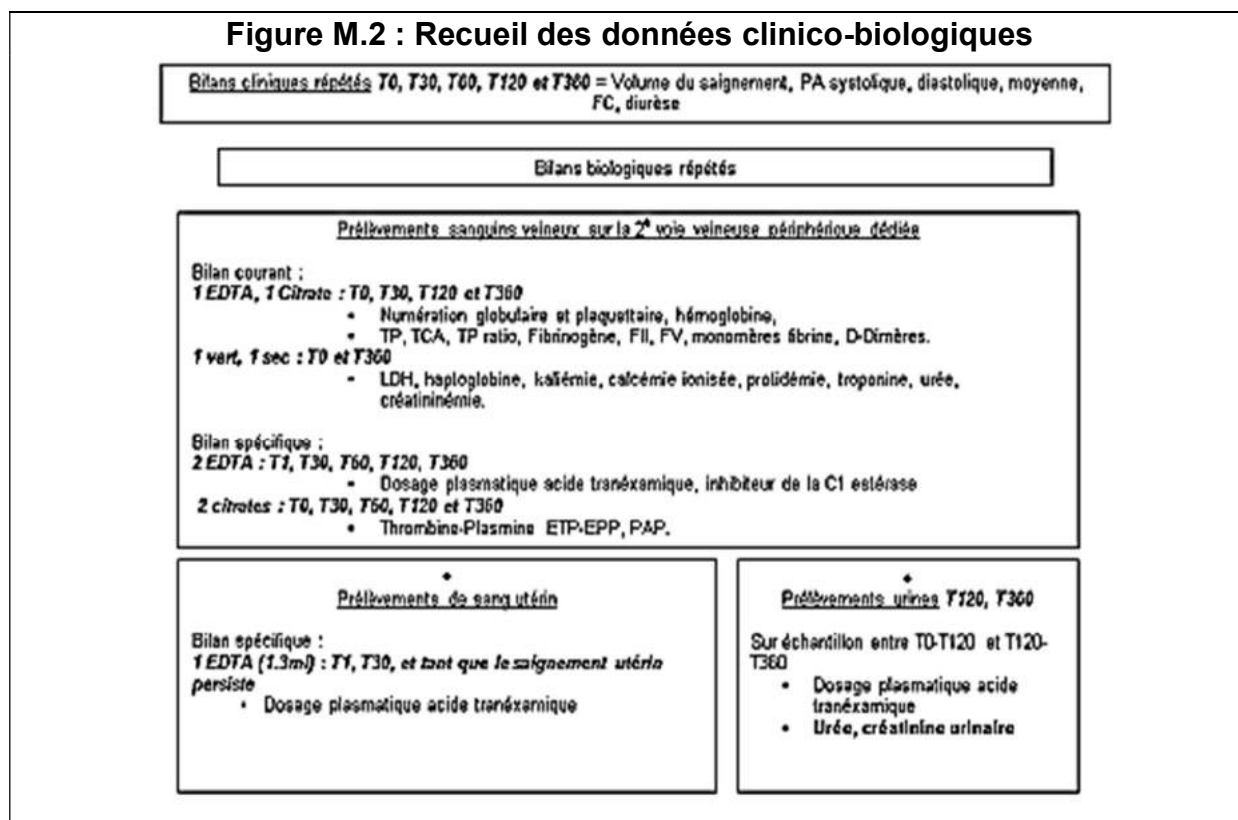 Figure M.2 : Recueil des données clinico-biologiques
Bilans cliniques répétés T0, T30, T60, T120 et T360 = Volume du saignement, PA systolique, diastolique, moyenne,
FC, diurèse
Bilans biologiques répétés
Prélèvements sanguins veineux sur la 2e voie veineuse périphérique dédiée
Bilan courant :
1 EDTA, 1 Citrate : T0, T30, T120 et T360
• Numération globulaire et plaquettaire, hémoglobine,
• TP, TCA, TP ratio, Fibrinogène, FII, FV, monomères fibrine, D-Dimères.
1 vert, 1 sec : T0 et T360
• LDH, haploglobine, kaliémie, calcémie ionisée, protidémie, troponine, urée,
créatininémie.
Bilan spécifique :
2 EDTA : T1, T30, T60, T120, T360
• Dosage plasmatique acide tranéxamique, inhibiteur de la C1 estérase
2 citrates : T0, T30, T60, T120 et T360
• Thrombine-Plasmine ETP-EPP, PAP.
Prélèvements de sang utérin
Bilan spécifique :
1 EDTA (1.3ml) : T1, T30, et tant que le saignement utérin
persiste
• Dosage plasmatique acide tranéxamique
Prélèvements urines T120, T360
Sur échantillon entre T0-T120 et T120-
T360
• Dosage plasmatique acide
tranéxamique
• Urée, créatinine urinaire